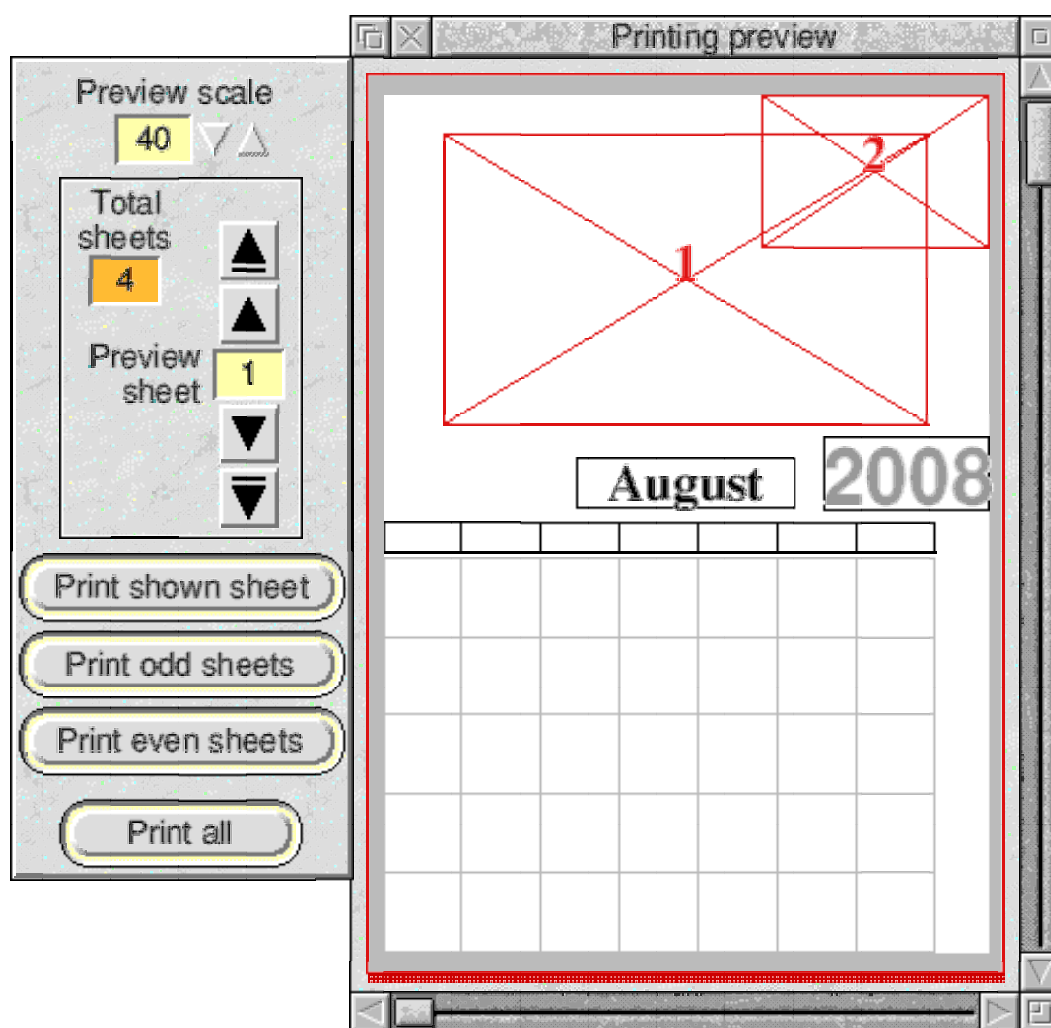 Printing preview
Preview scale
40
Total
sheets
4
Preview
sheet
1
Print shown sheet
Print odd sheets
Print even sheets
Print all
2
1
August
2008